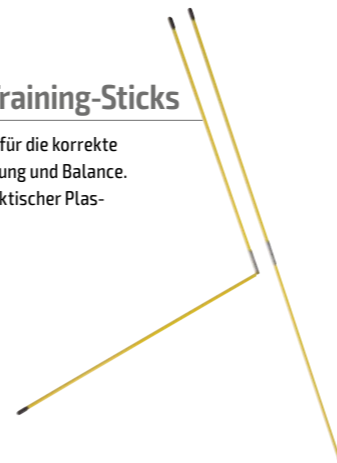 raining-Sticks
für die korrekte
ung und Balance.
ktischer Plas-